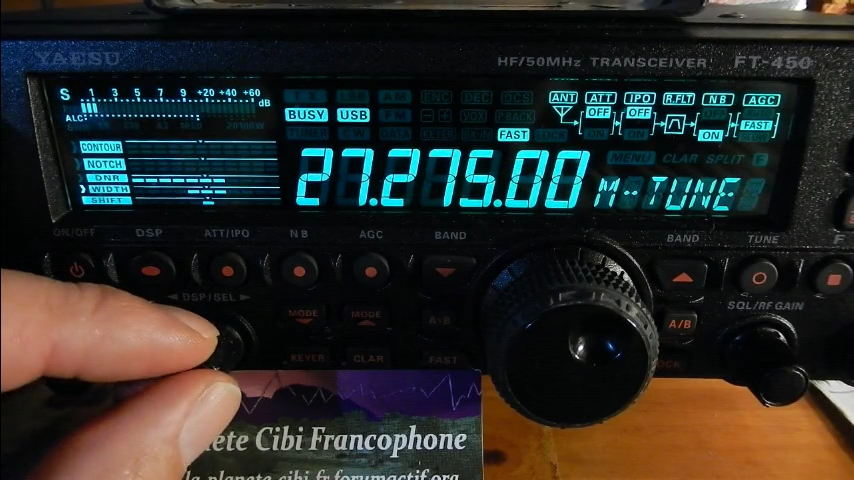 YAESU
HF/50MHz TRANSCEIVER FT-450
S 1 3 5 7 9 +20 +40 +60 dB
ALC
BUSY USB
FAST
ANT ATT IPO R.FLT NB AGC
OFF OFF ON FAST
CONTOUR
NOTCH
DNR
WIDTH
SHIFT
27.275.00 M-TUNE
MENU CLAR SPLIT F
ON/OFF DSP ATT/IPO NB AGC BAND BAND TUNE F
DSP/SEL
MODE MODE A▸B A/B SQL/RF GAIN
KEYER CLAR FAST
Cibi Francophone
la planete-cibi.fr.forumactif.org